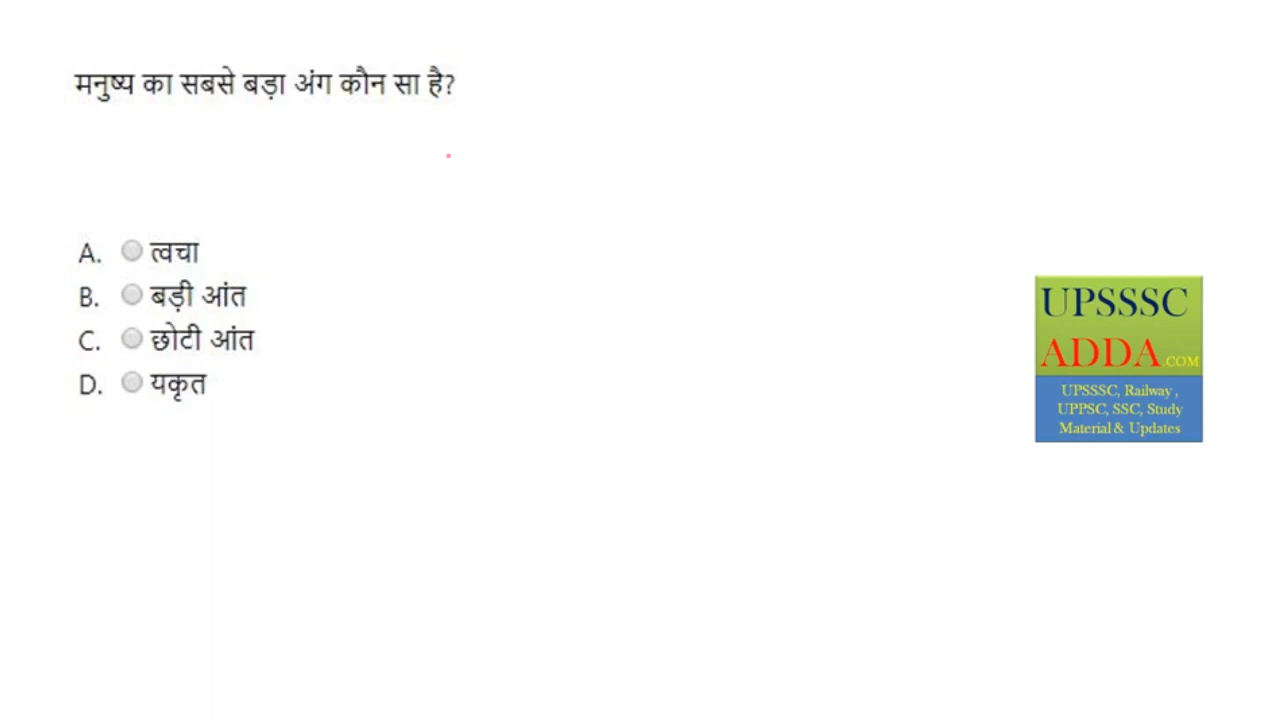 मनुष्य का सबसे बड़ा अंग कौन सा है?
A. त्वचा
B. बड़ी आंत
C. छोटी आंत
D. यकृत
UPSSSC
ADDA.COM
UPSSSC, Railway ,
UPPSC, SSC, Study
Material & Updates